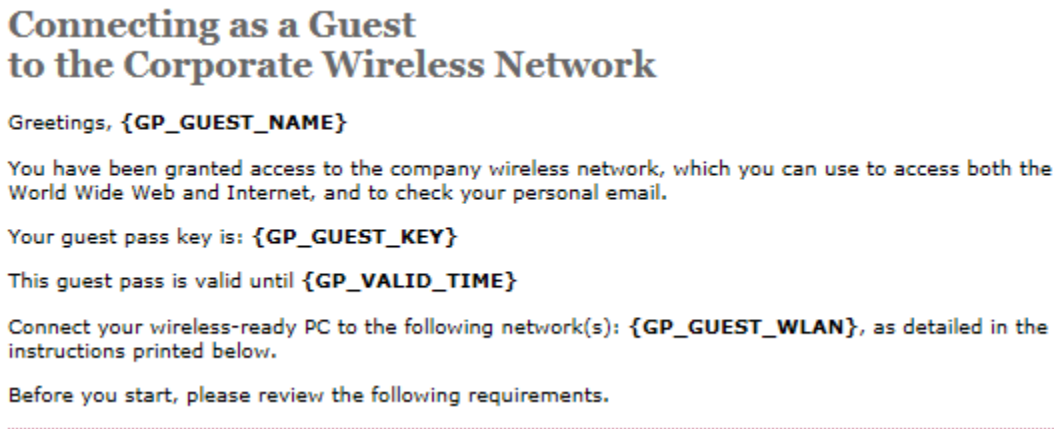 Connecting as a Guest
to the Corporate Wireless Network
Greetings, {GP_GUEST_NAME}
You have been granted access to the company wireless network, which you can use to access both the
World Wide Web and Internet, and to check your personal email.
Your guest pass key is: {GP_GUEST_KEY}
This guest pass is valid until {GP_VALID_TIME}
Connect your wireless-ready PC to the following network(s): {GP_GUEST_WLAN}, as detailed in the
instructions printed below.
Before you start, please review the following requirements.